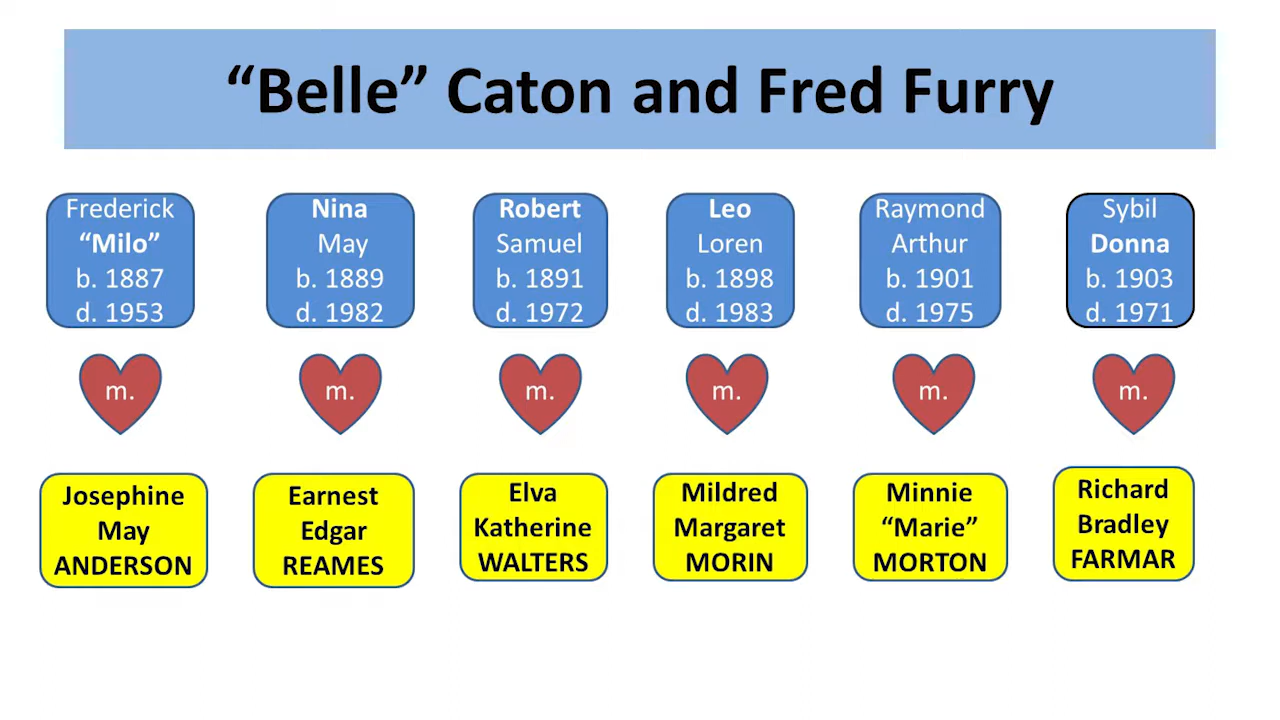 “Belle” Caton and Fred Furry
Frederick
“Milo”
b. 1887
d. 1953
Nina
May
b. 1889
d. 1982
Robert
Samuel
b. 1891
d. 1972
Leo
Loren
b. 1898
d. 1983
Raymond
Arthur
b. 1901
d. 1975
Sybil
Donna
b. 1903
d. 1971
m.
m.
m.
m.
m.
m.
Josephine
May
ANDERSON
Earnest
Edgar
REAMES
Elva
Katherine
WALTERS
Mildred
Margaret
MORIN
Minnie
“Marie”
MORTON
Richard
Bradley
FARMAR